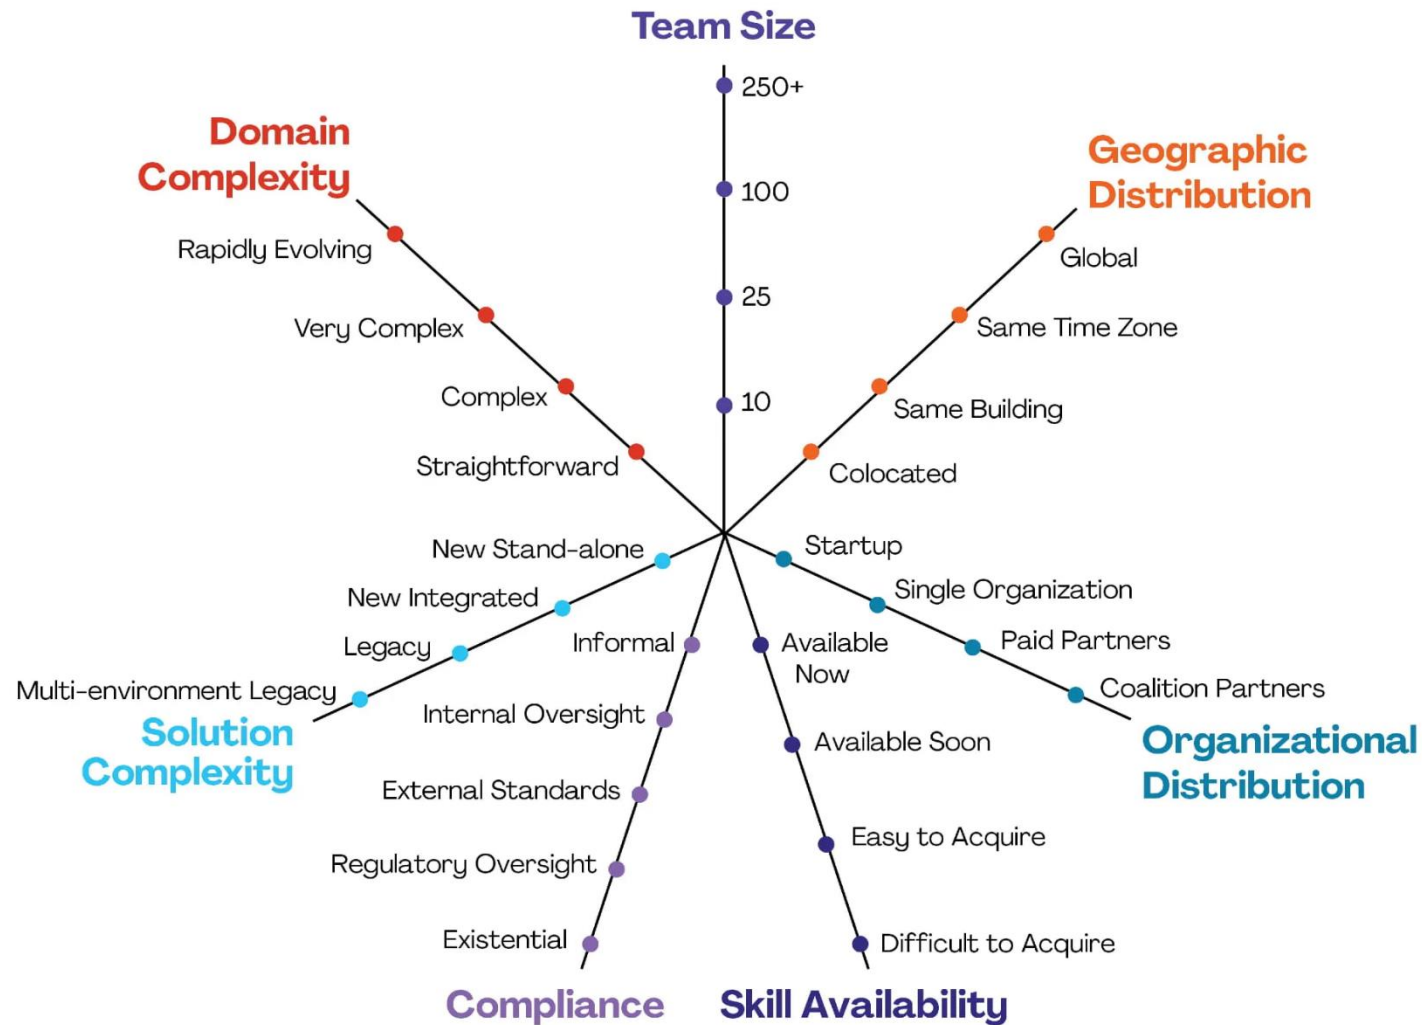 Team Size
250+
100
25
10
Geographic
Distribution
Global
Same Time Zone
Same Building
Colocated
Startup
Single Organization
Paid Partners
Coalition Partners
Organizational
Distribution
Available
Now
Available Soon
Easy to Acquire
Difficult to Acquire
Skill Availability
Informal
Internal Oversight
External Standards
Regulatory Oversight
Existential
Compliance
New Stand-alone
New Integrated
Legacy
Multi-environment Legacy
Solution
Complexity
Domain
Complexity
Rapidly Evolving
Very Complex
Complex
Straightforward